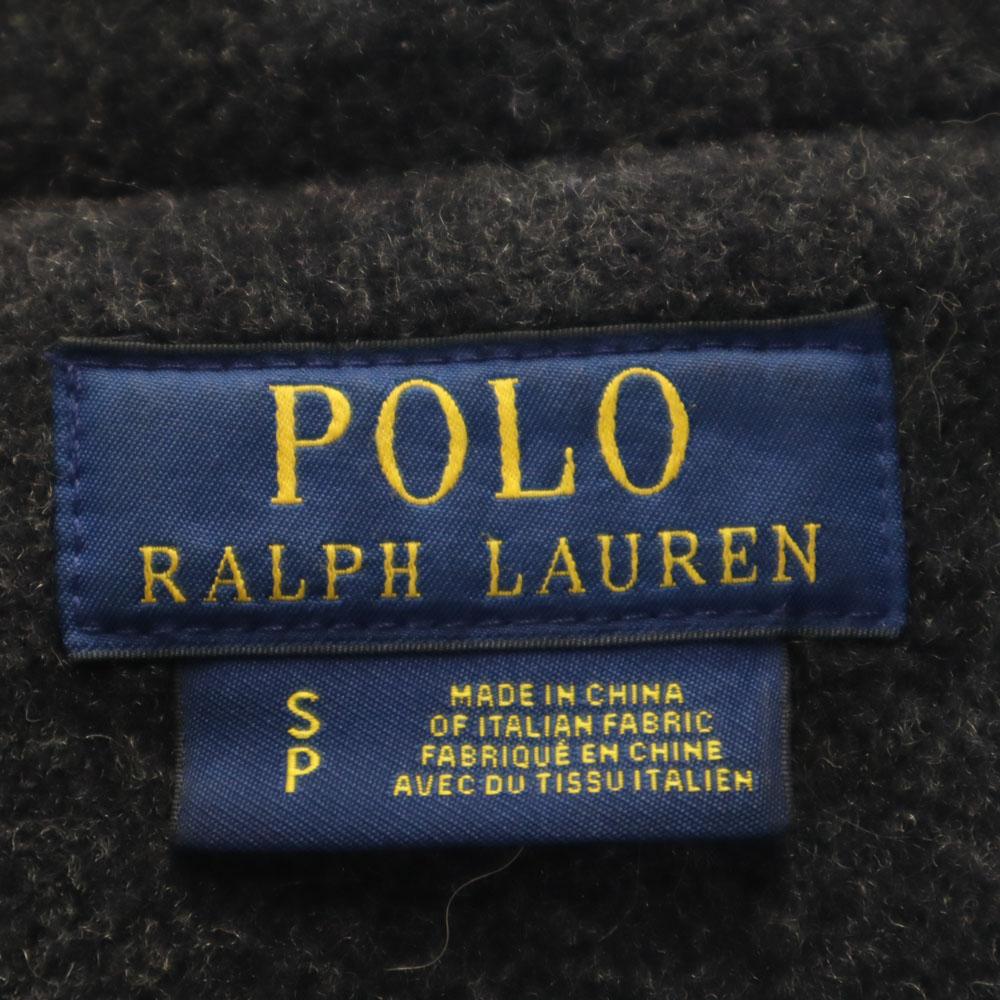 POLO
RALPH LAUREN
S
P
MADE IN CHINA
OF ITALIAN FABRIC
FABRIQUÉ EN CHINE
AVEC DU TISSU ITALIEN